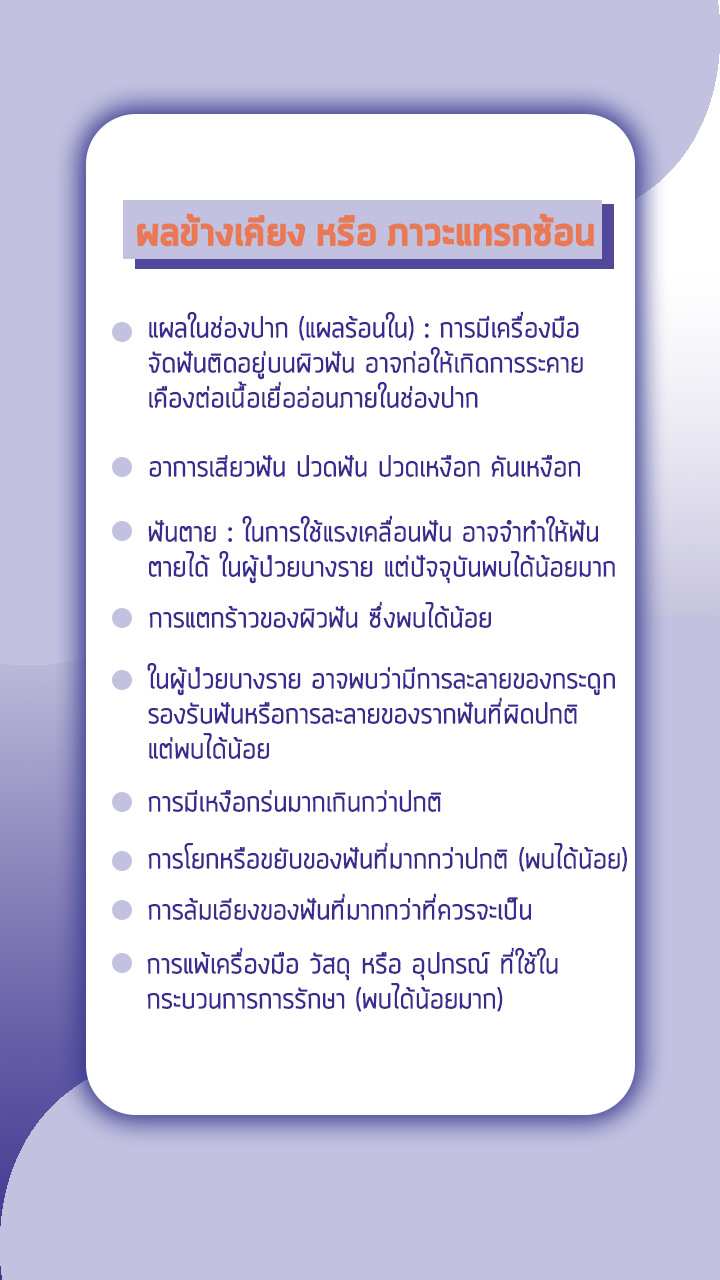 ผลข้างเคียง หรือ ภาวะแทรกซ้อน
แผลในช่องปาก (แผลร้อนใน) : การมีเครื่องมือ
จัดฟันติดอยู่บนผิวฟัน อาจก่อให้เกิดการระคาย
เคืองต่อเนื้อเยื่ออ่อนภายในช่องปาก
อาการเสียวฟัน ปวดฟัน ปวดเหงือก คันเหงือก
ฟันตาย : ในการใช้แรงเคลื่อนฟัน อาจจำทำให้ฟัน
ตายได้ ในผู้ป่วยบางราย แต่ปัจจุบันพบได้น้อยมาก
การแตกร้าวของผิวฟัน ซึ่งพบได้น้อย
ในผู้ป่วยบางราย อาจพบว่ามีการละลายของกระดูก
รองรับฟันหรือการละลายของรากฟันที่ผิดปกติ
แต่พบได้น้อย
การมีเหงือกร่นมากเกินกว่าปกติ
การโยกหรือขยับของฟันที่มากกว่าปกติ (พบได้น้อย)
การล้มเอียงของฟันที่มากกว่าที่ควรจะเป็น
การแพ้เครื่องมือ วัสดุ หรือ อุปกรณ์ ที่ใช้ใน
กระบวนการการรักษา (พบได้น้อยมาก)